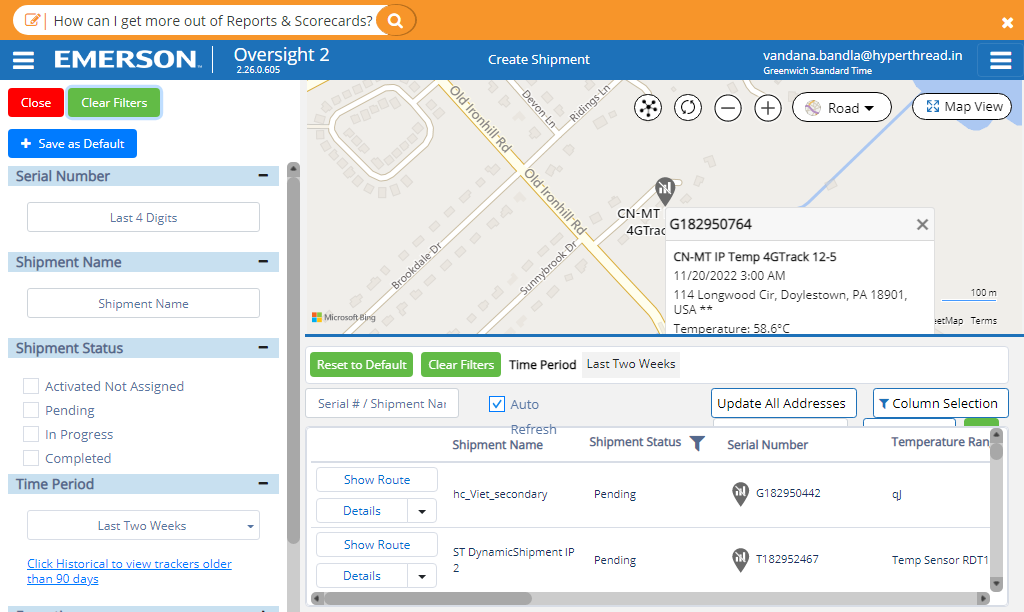 How can I get more out of Reports & Scorecards?
EMERSON
Oversight 2
2.26.0.605
Create Shipment
vandana.bandla@hyperthread.in
Greenwich Standard Time
Close
Clear Filters
Save as Default
Serial Number
Last 4 Digits
Shipment Name
Shipment Name
Shipment Status
Activated Not Assigned
Pending
In Progress
Completed
Time Period
Last Two Weeks
Click Historical to view trackers older
than 90 days
Old Ironhill Rd
Devon Ln
Ridings Ln
Road
Map View
Old Ironhill Rd
Brookdale Dr
Sunnybrook Dr
CN-MT
4GTrac
G182950764
CN-MT IP Temp 4GTrack 12-5
11/20/2022 3:00 AM
114 Longwood Cir, Doylestown, PA 18901,
USA **
Temperature: 58.6°C
100 m
Microsoft Bing
eetMap Terms
Reset to Default
Clear Filters
Time Period
Last Two Weeks
Serial # / Shipment Nar
Auto
Refresh
Update All Addresses
Column Selection
Shipment Name
Shipment Status
Serial Number
Temperature Ran
Show Route
Details
hc_Viet_secondary
Pending
G182950442
qJ
Show Route
Details
ST DynamicShipment IP
2
Pending
T182952467
Temp Sensor RDT1